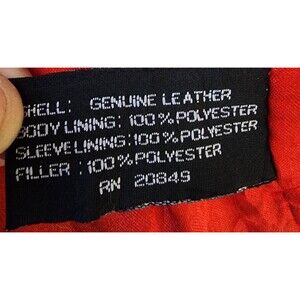 SHELL: GENUINE LEATHER
BODY LINING: 100% POLYESTER
SLEEVE LINING: 100% POLYESTER
FILLER : 100% POLYESTER
RN 20849